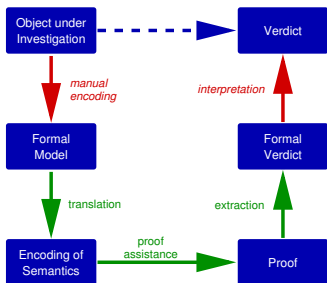 Object under
Investigation
Verdict
manual
encoding
interpretation
Formal
Model
Formal
Verdict
translation
extraction
proof
assistance
Encoding of
Semantics
Proof